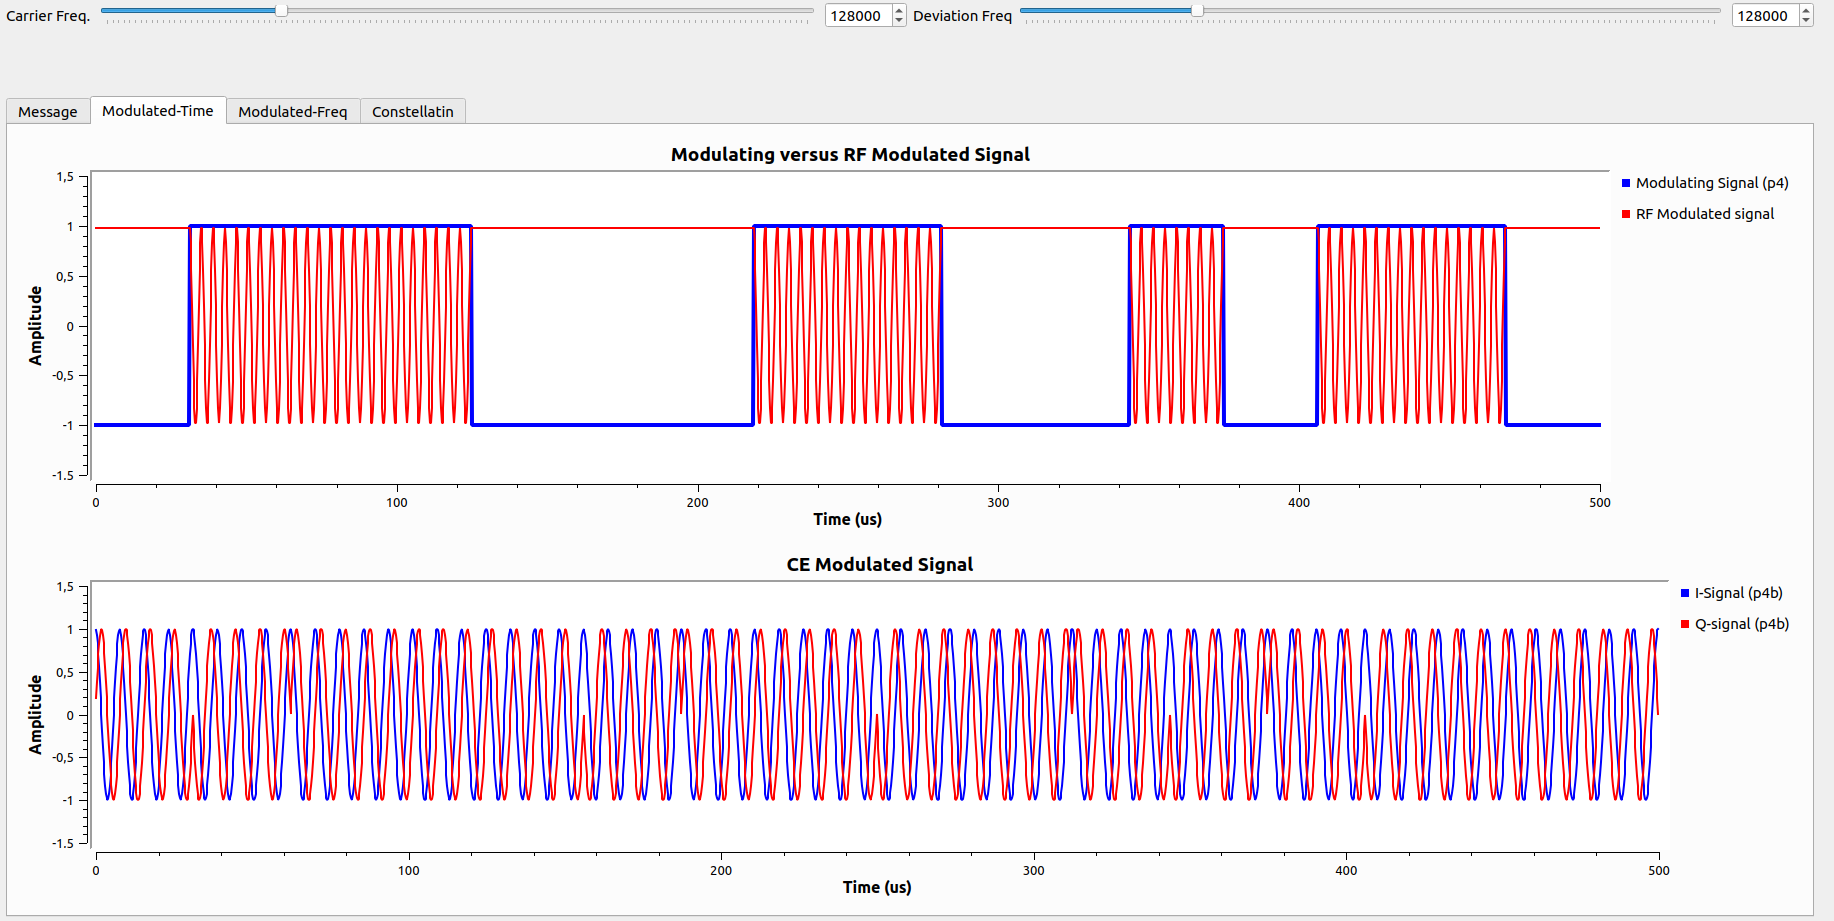 Carrier Freq. 128000 Deviation Freq 128000
Message Modulated-Time Modulated-Freq Constellatin
Modulating versus RF Modulated Signal
1,5
1
0,5
0
-0,5
-1
-1.5
Amplitude
0 100 200 300 400 500
Time (us)
Modulating Signal (p4)
RF Modulated signal
CE Modulated Signal
1,5
1
0,5
0
-0,5
-1
-1.5
Amplitude
0 100 200 300 400 500
Time (us)
I-Signal (p4b)
Q-signal (p4b)